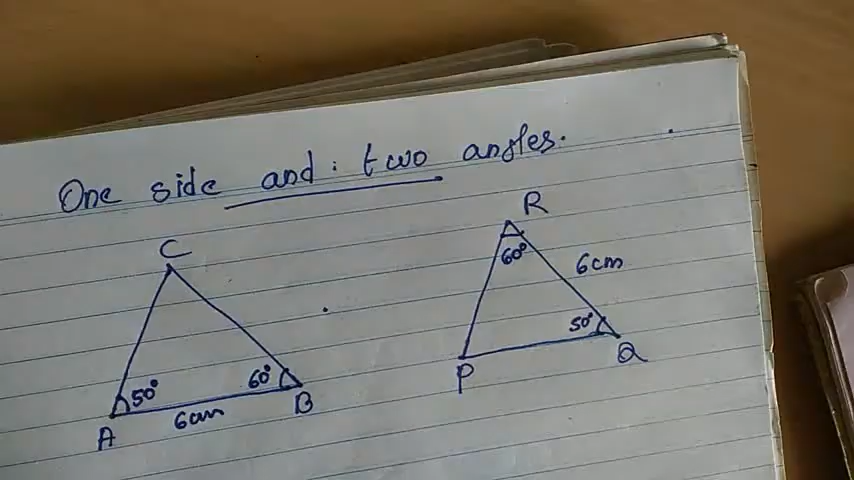 One side and : two angles.
C
50°
60°
6cm
A
B
R
60°
6cm
50°
P
Q